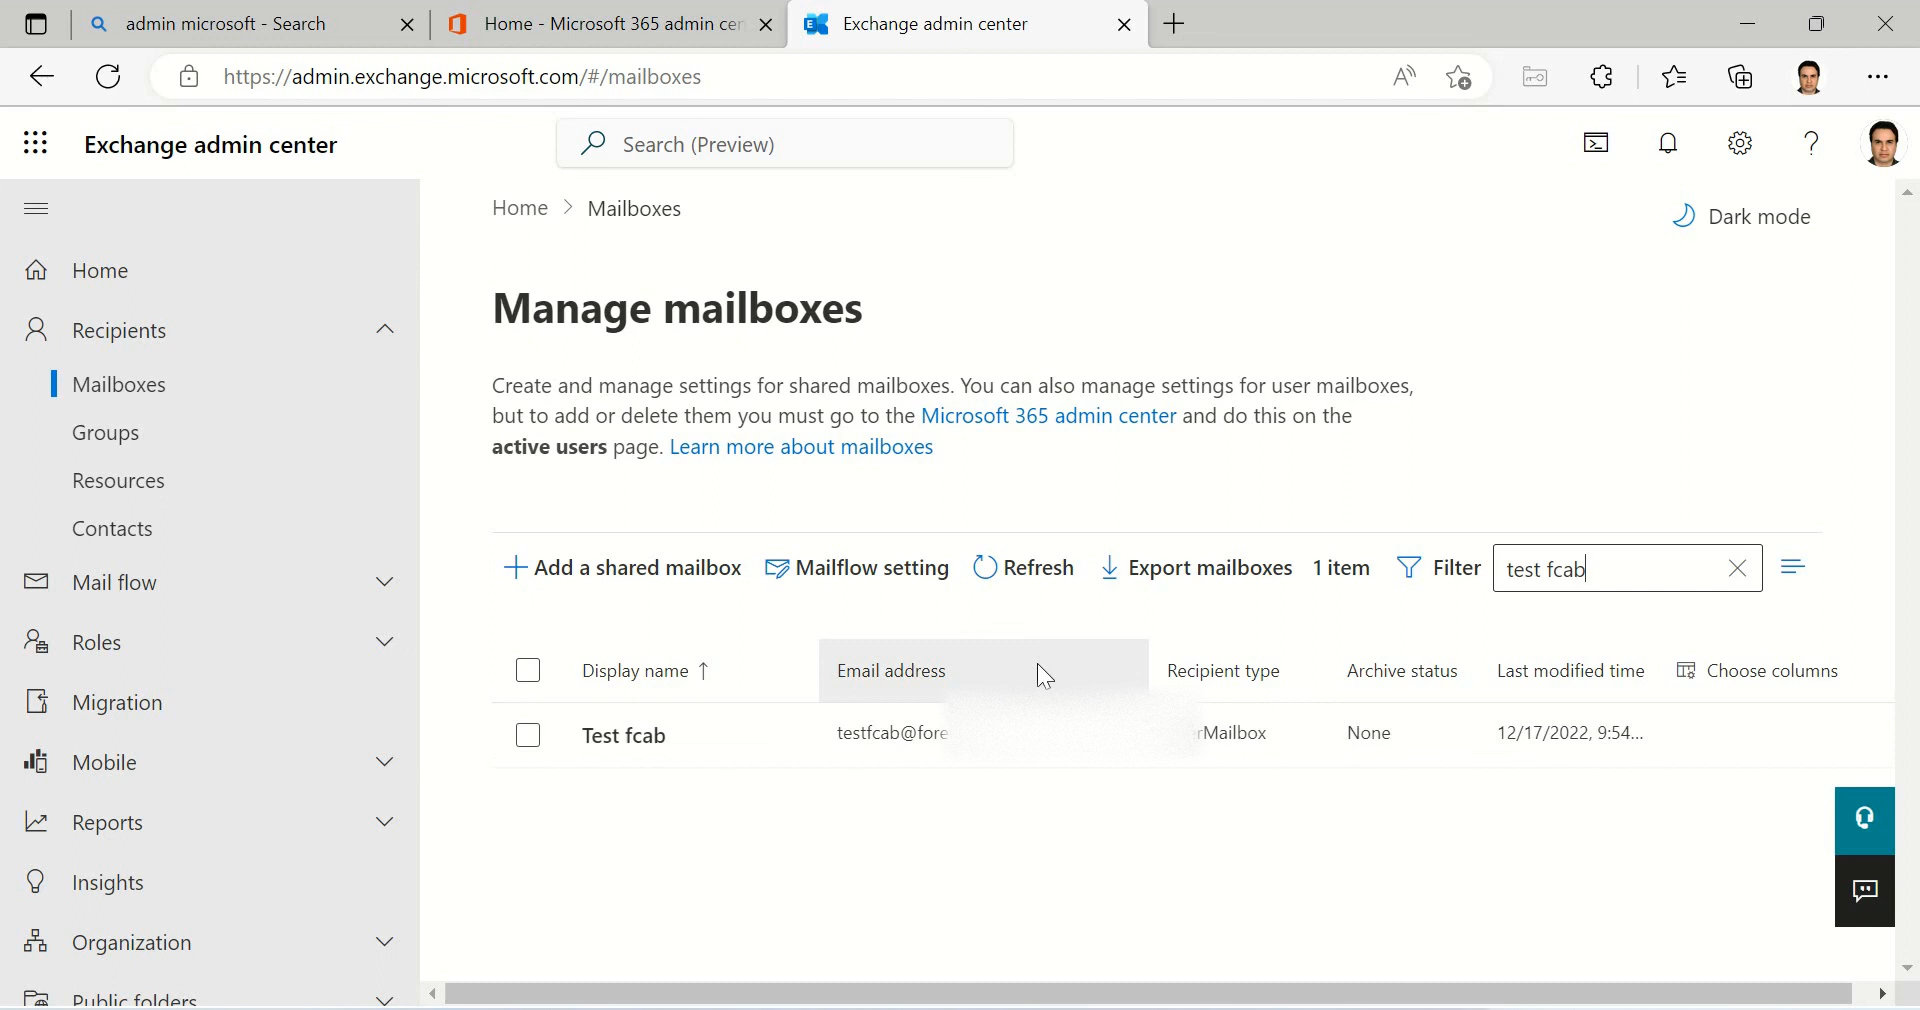 admin microsoft - Search
Home - Microsoft 365 admin cen
Exchange admin center
https://admin.exchange.microsoft.com/#/mailboxes
Exchange admin center
Search (Preview)
Home > Mailboxes
Dark mode
Home
Recipients
Mailboxes
Groups
Resources
Contacts
Mail flow
Roles
Migration
Mobile
Reports
Insights
Organization
Public folders
Manage mailboxes
Create and manage settings for shared mailboxes. You can also manage settings for user mailboxes,
but to add or delete them you must go to the Microsoft 365 admin center and do this on the
active users page. Learn more about mailboxes
Add a shared mailbox Mailflow setting Refresh Export mailboxes 1 item Filter test fcab
Display name ↑ Email address Recipient type Archive status Last modified time Choose columns
Test fcab testfcab@fore rMailbox None 12/17/2022, 9:54...